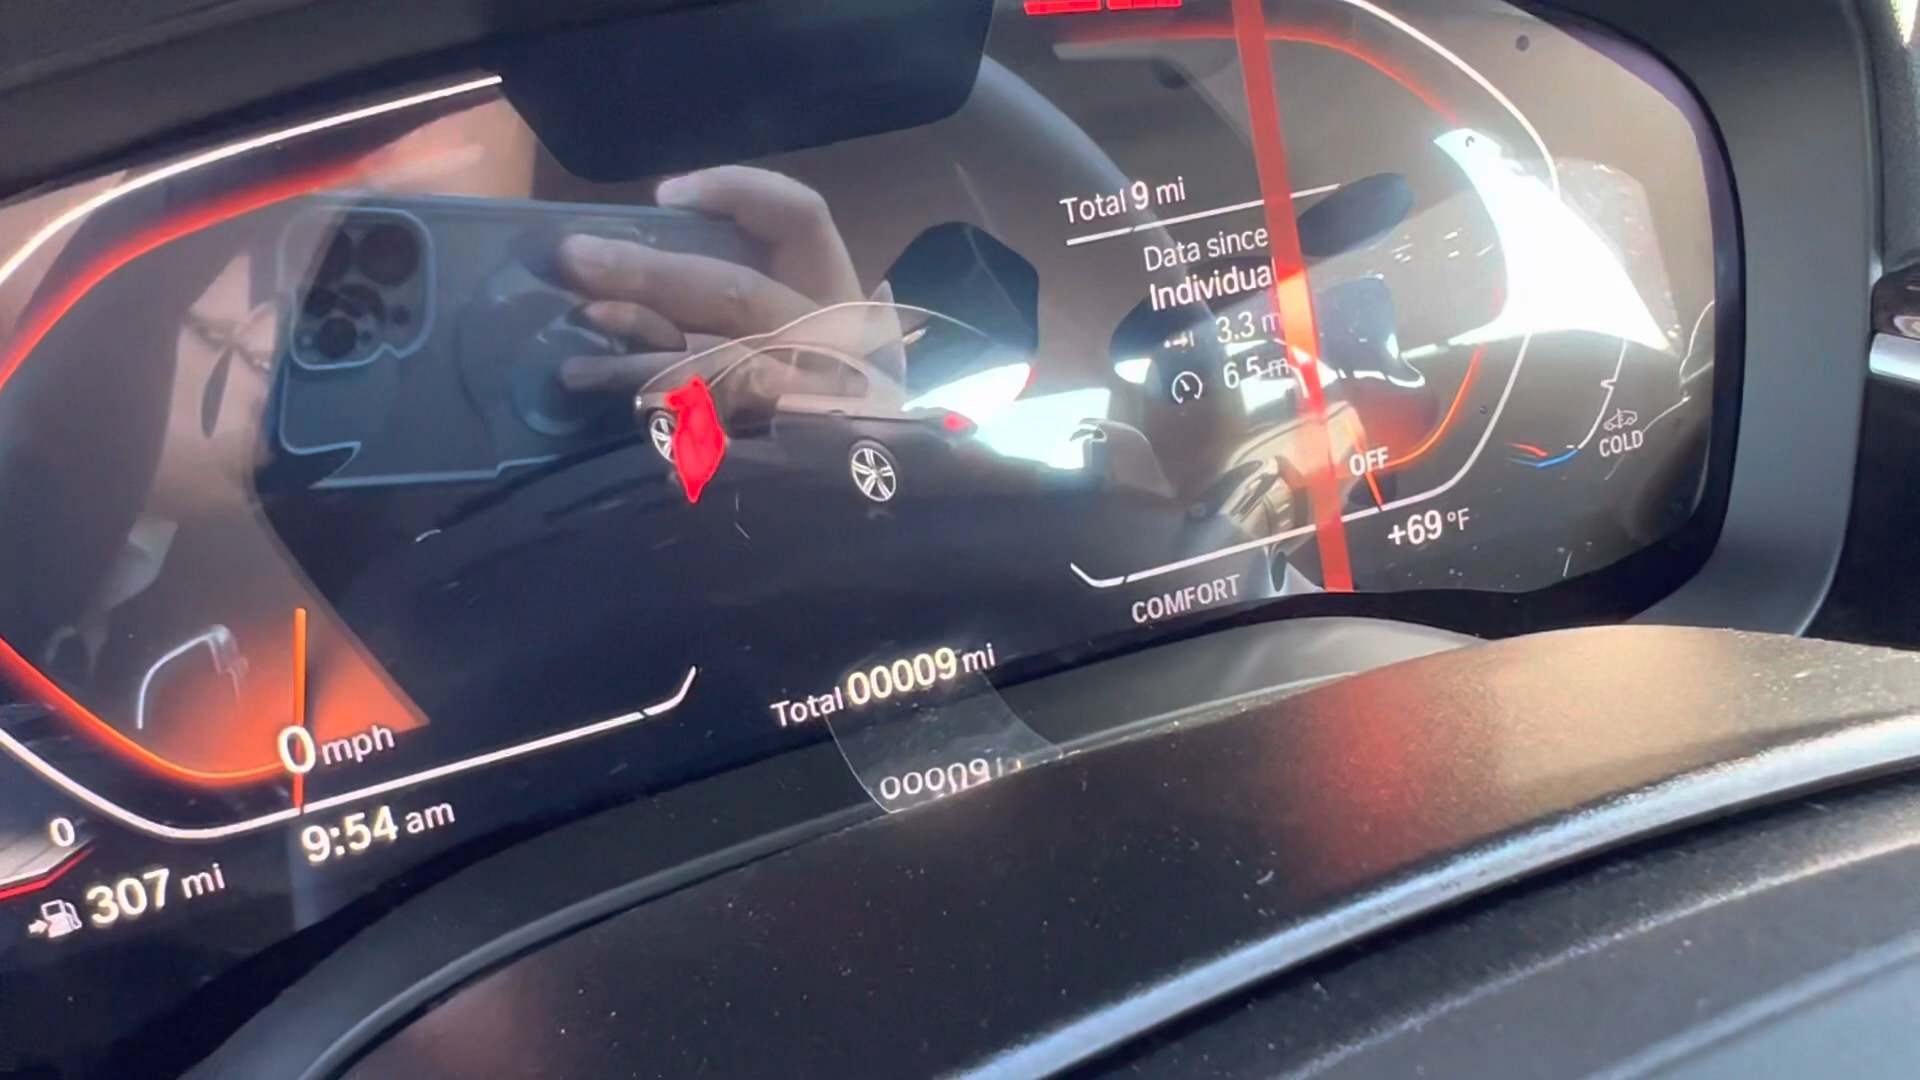 Total 9 mi
Data since
Individual
3.3 m
6.5 m
OFF
COLD
+69 °F
COMFORT
Total 00009 mi
00009
0 mph
9:54 am
0
307 mi